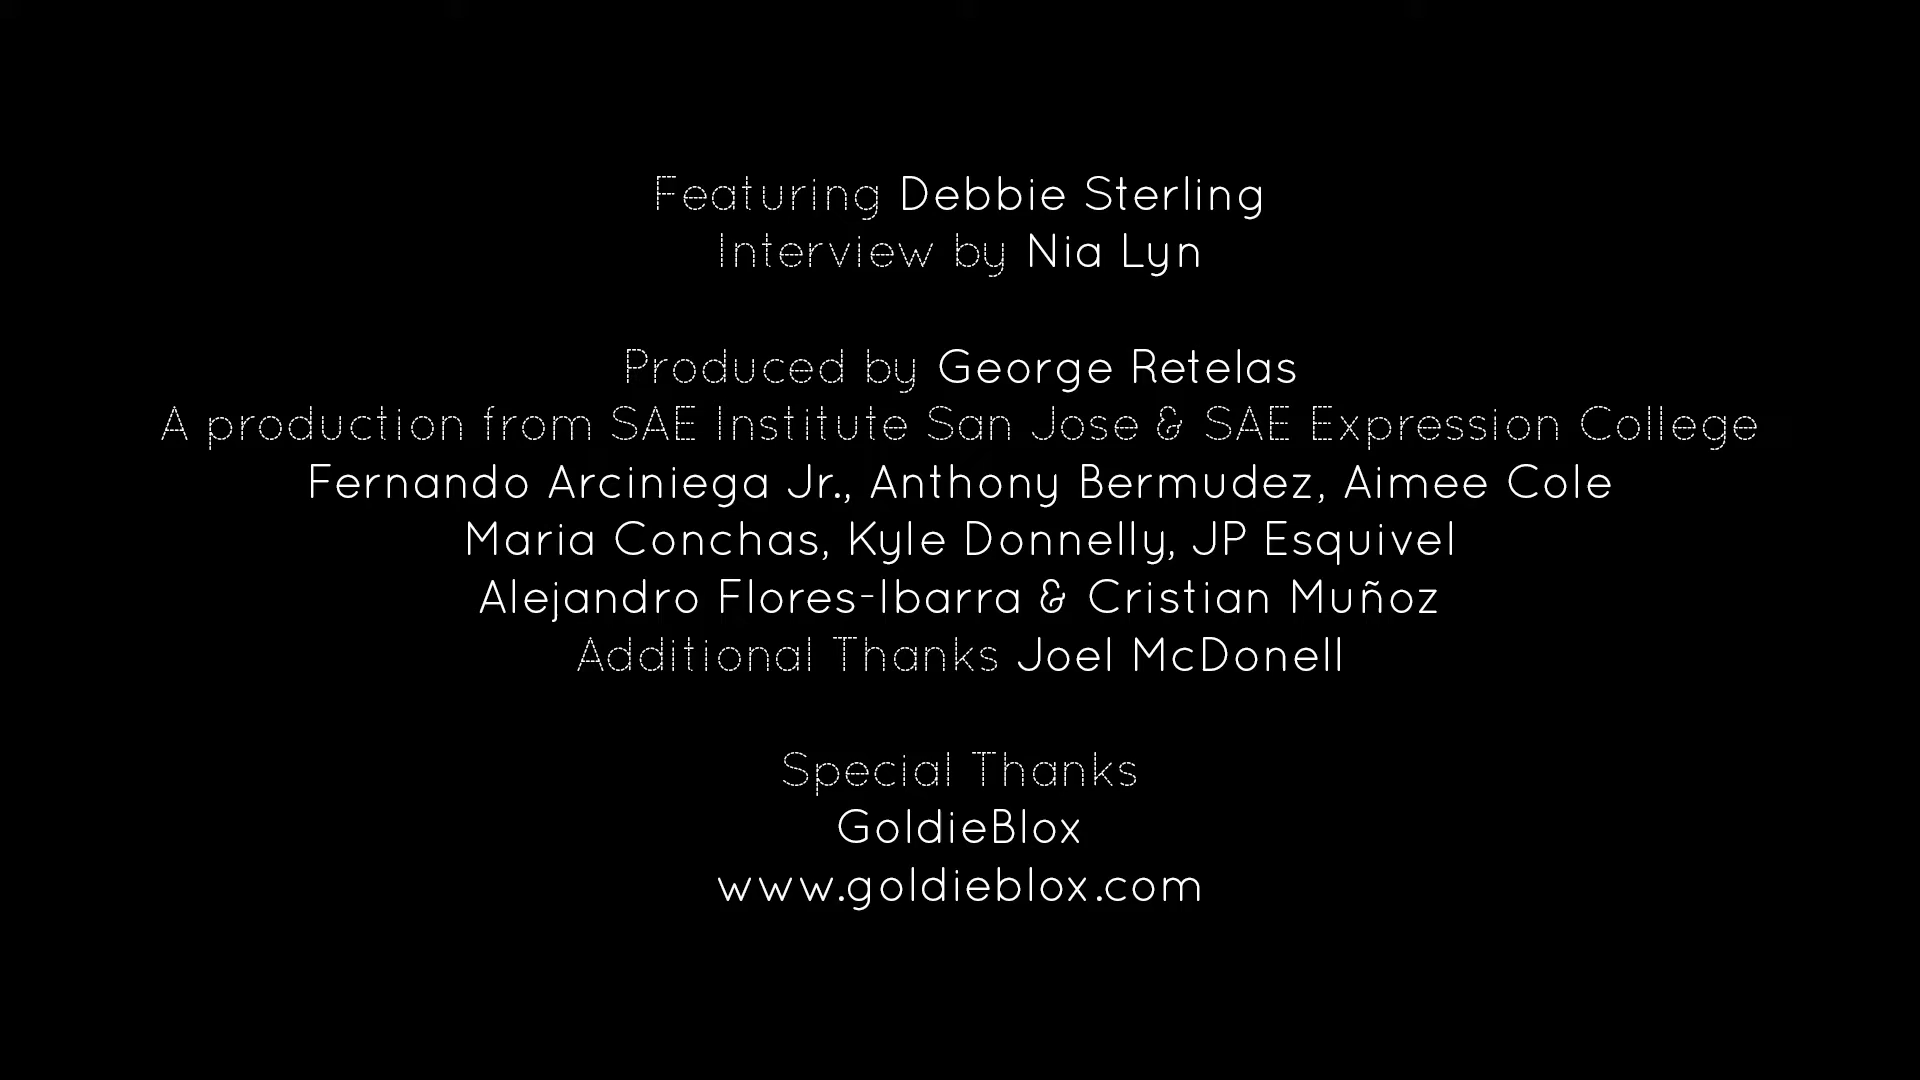 Featuring Debbie Sterling
Interview by Nia Lyn
Produced by George Retelas
A production from SAE Institute San Jose & SAE Expression College
Fernando Arciniega Jr., Anthony Bermudez, Aimee Cole
Maria Conchas, Kyle Donnelly, JP Esquivel
Alejandro Flores-Ibarra & Cristian Muñoz
Additional Thanks Joel McDonell
Special Thanks
GoldieBlox
www.goldieblox.com